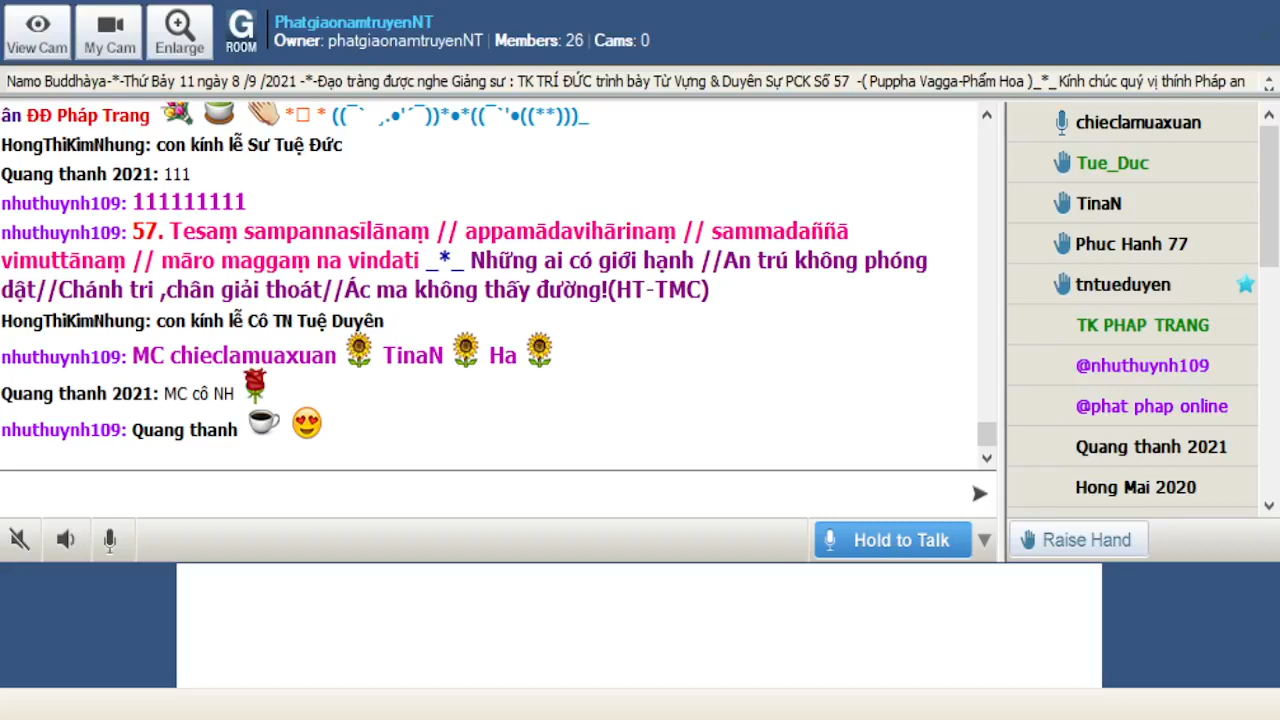 View Cam
My Cam
Enlarge
G
ROOM
PhatgiaonamtruyenNT
Owner: phatgiaonamtruyenNT | Members: 26 | Cams: 0
Namo Buddhàya-*-Thứ Bảy 11 ngày 8 /9 /2021 -*-Đạo tràng được nghe Giảng sư : TK TRÍ ĐỨC trình bày Từ Vựng & Duyên Sự PCK Số 57 -( Puppha Vagga-Phẩm Hoa )_*_Kính chúc quý vị thính Pháp an
ân ĐĐ Pháp Trang *□ * ((¯` ¸.•'´¯))*•*((¯`'•((**)))_
HongThiKimNhung: con kính lễ Sư Tuệ Đức
Quang thanh 2021: 111
nhuthuynh109: 111111111
nhuthuynh109: 57. Tesaṃ sampannasīlānaṃ // appamādavihārinaṃ // sammadaññā
vimuttānaṃ // māro maggaṃ na vindati _*_ Những ai có giới hạnh //An trú không phóng
dật//Chánh tri ,chân giải thoát//Ác ma không thấy đường!(HT-TMC)
HongThiKimNhung: con kính lễ Cô TN Tuệ Duyên
nhuthuynh109: MC chieclamuaxuan TinaN Ha
Quang thanh 2021: MC cô NH
nhuthuynh109: Quang thanh
chieclamuaxuan
Tue_Duc
TinaN
Phuc Hanh 77
tntueduyen
TK PHAP TRANG
@nhuthuynh109
@phat phap online
Quang thanh 2021
Hong Mai 2020
Hold to Talk
Raise Hand